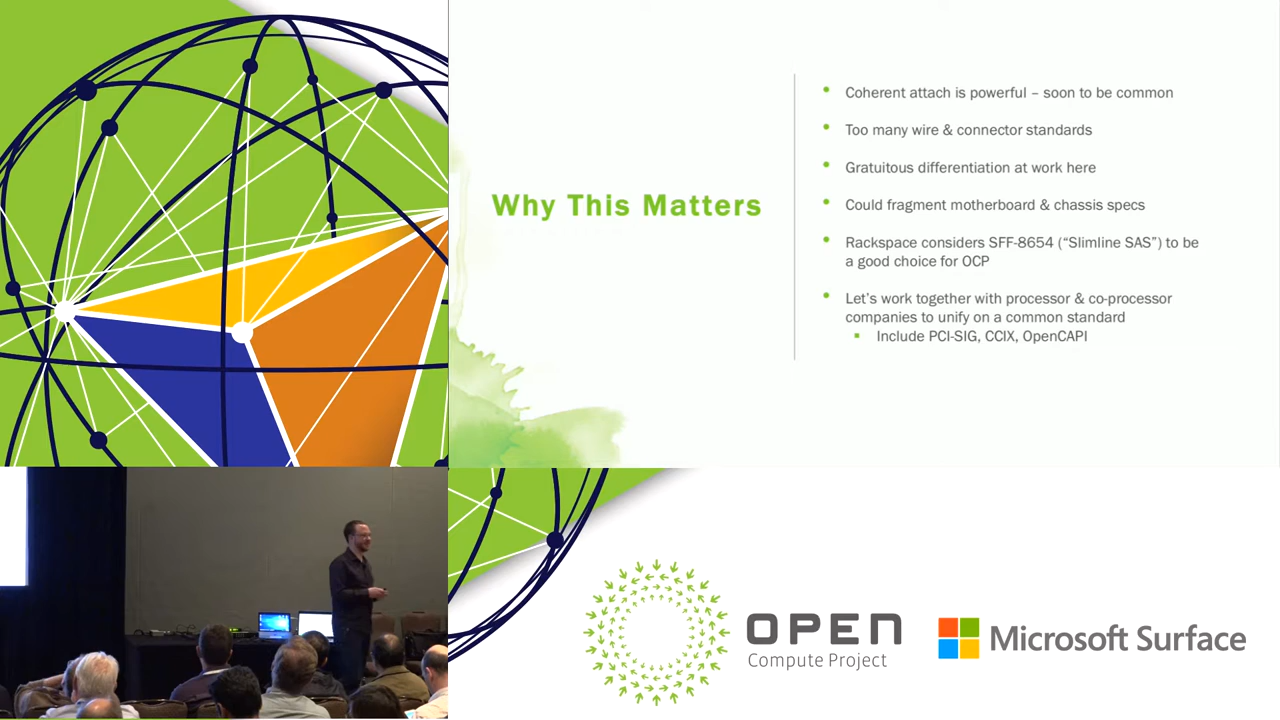 Why This Matters
Coherent attach is powerful – soon to be common
Too many wire & connector standards
Gratuitous differentiation at work here
Could fragment motherboard & chassis specs
Rackspace considers SFF-8654 (“Slimline SAS”) to be
a good choice for OCP
Let’s work together with processor & co-processor
companies to unify on a common standard
Include PCI-SIG, CCIX, OpenCAPI
OPEN
Compute Project
Microsoft Surface